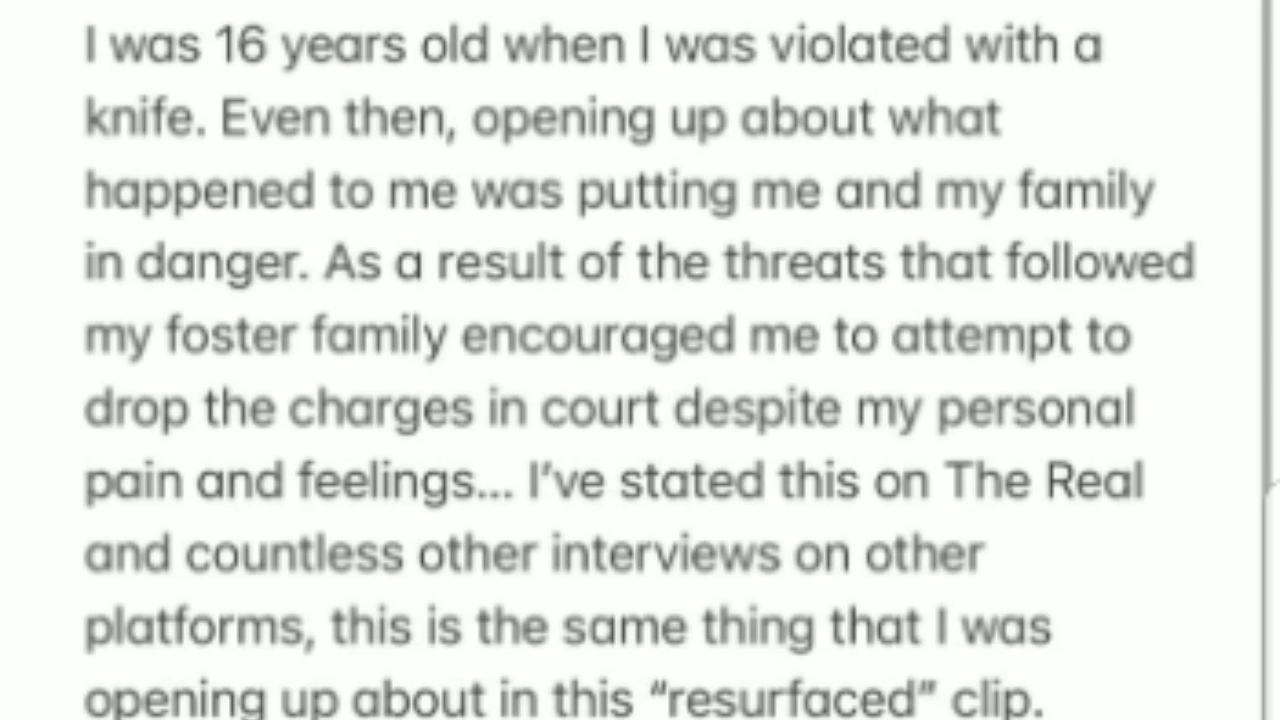 I was 16 years old when I was violated with a
knife. Even then, opening up about what
happened to me was putting me and my family
in danger. As a result of the threats that followed
my foster family encouraged me to attempt to
drop the charges in court despite my personal
pain and feelings... I’ve stated this on The Real
and countless other interviews on other
platforms, this is the same thing that I was
opening up about in this “resurfaced” clip.